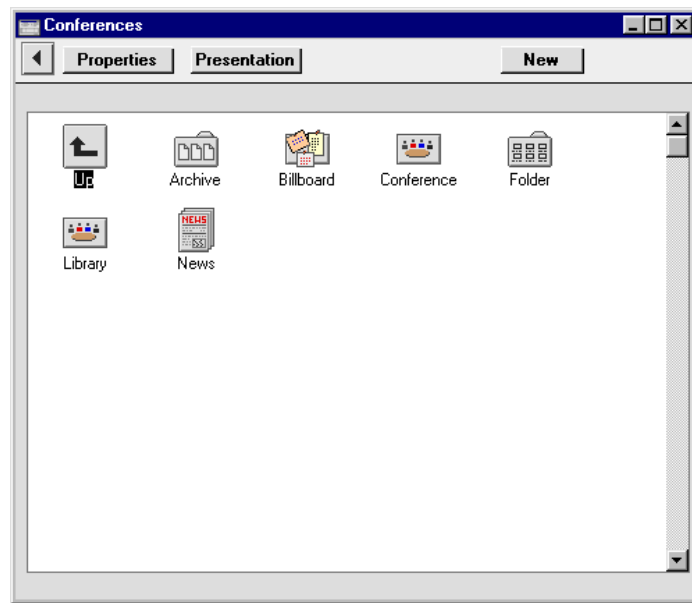 Conferences
Properties Presentation New
Up Archive Billboard Conference Folder
NEWS
Library News